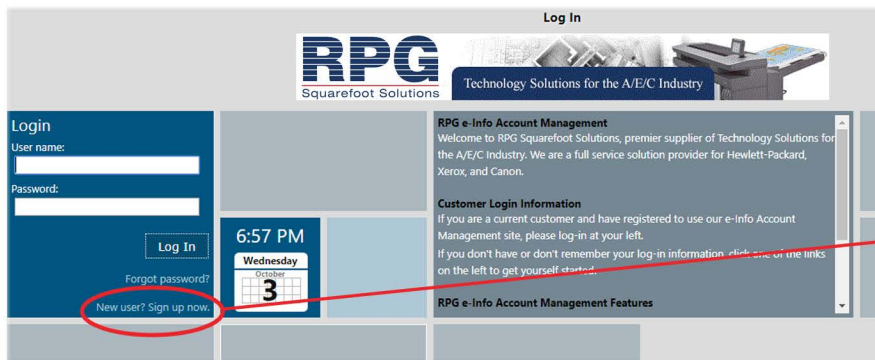 Log In
RPG
Squarefoot Solutions
Technology Solutions for the A/E/C Industry
Login
User name:
Password:
Log In
Forgot password?
New user? Sign up now.
6:57 PM
Wednesday
October
3
RPG e-Info Account Management
Welcome to RPG Squarefoot Solutions, premier supplier of Technology Solutions for
the A/E/C Industry. We are a full service solution provider for Hewlett-Packard,
Xerox, and Canon.
Customer Login Information
If you are a current customer and have registered to use our e-Info Account
Management site, please log-in at your left.
If you don't have or don't remember your log-in information, click one of the links
on the left to get yourself started.
RPG e-Info Account Management Features